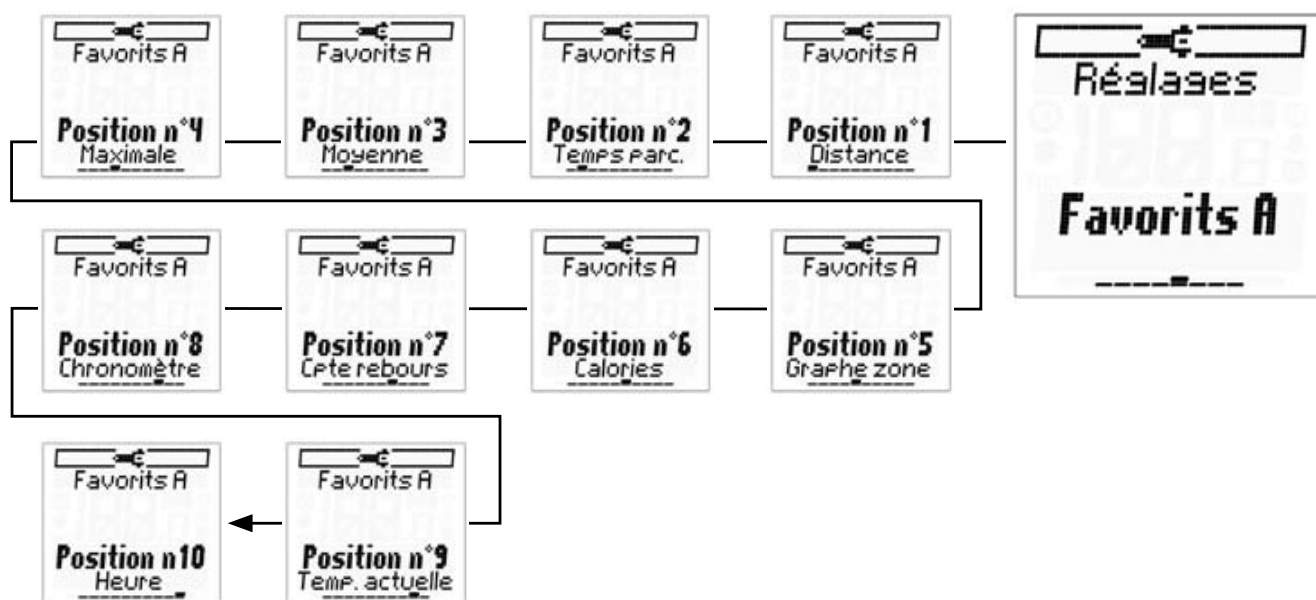 Favorits A
Position n°4
Maximale
Favorits A
Position n°3
Moyenne
Favorits A
Position n°2
Temps parc.
Favorits A
Position n°1
Distance
Réglages
Favorits A
Favorits A
Position n°8
Chronomètre
Favorits A
Position n°7
Cpte rebours
Favorits A
Position n°6
Calories
Favorits A
Position n°5
Graphe zone
Favorits A
Position n10
Heure
Favorits A
Position n°9
Temp. actuelle